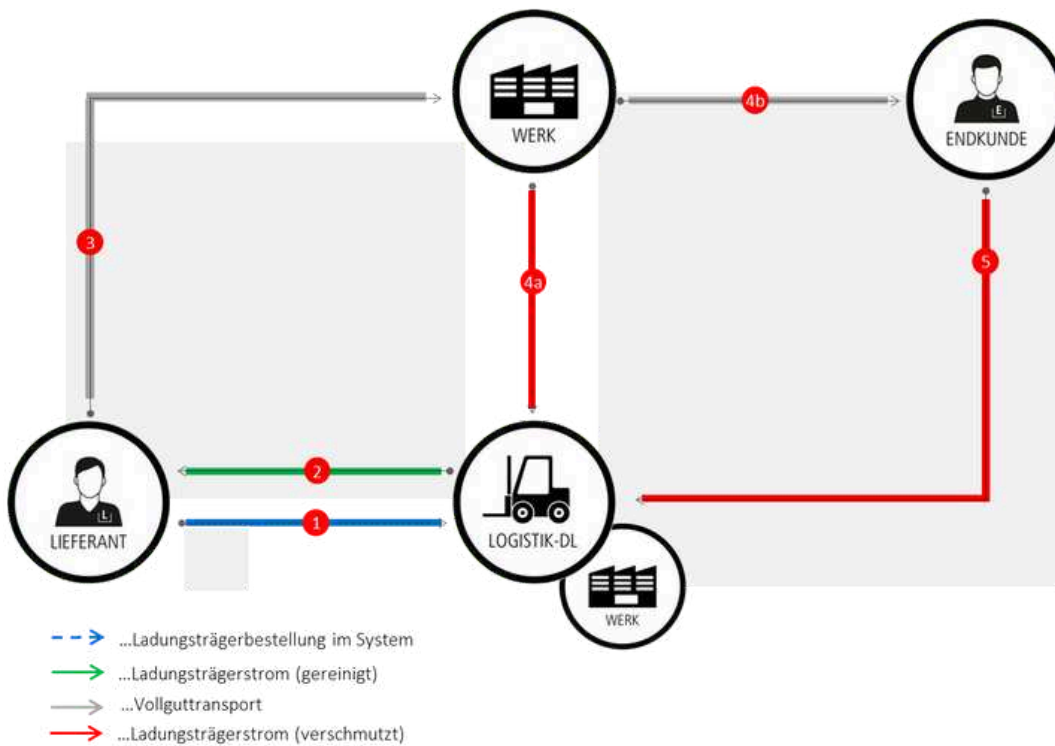 WERK
4b
E
ENDKUNDE
3
4a
5
L
LIEFERANT
2
1
LOGISTIK-DL
WERK
...Ladungsträgerbestellung im System
...Ladungsträgerstrom (gereinigt)
...Vollguttransport
...Ladungsträgerstrom (verschmutzt)